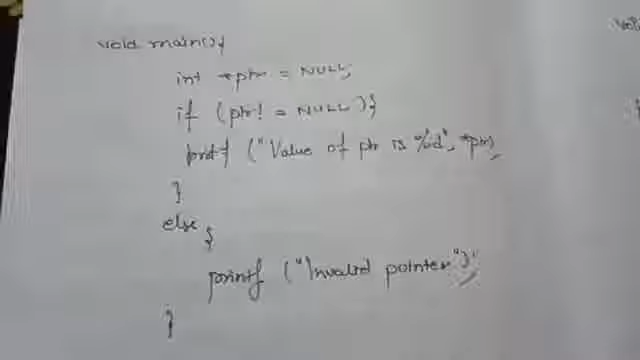 void main(){
int *ptr = NULL;
if (ptr! = NULL){
printf ("Value of ptr is %d", *ptr);
}
else
{
printf ("Invalid pointer");
}